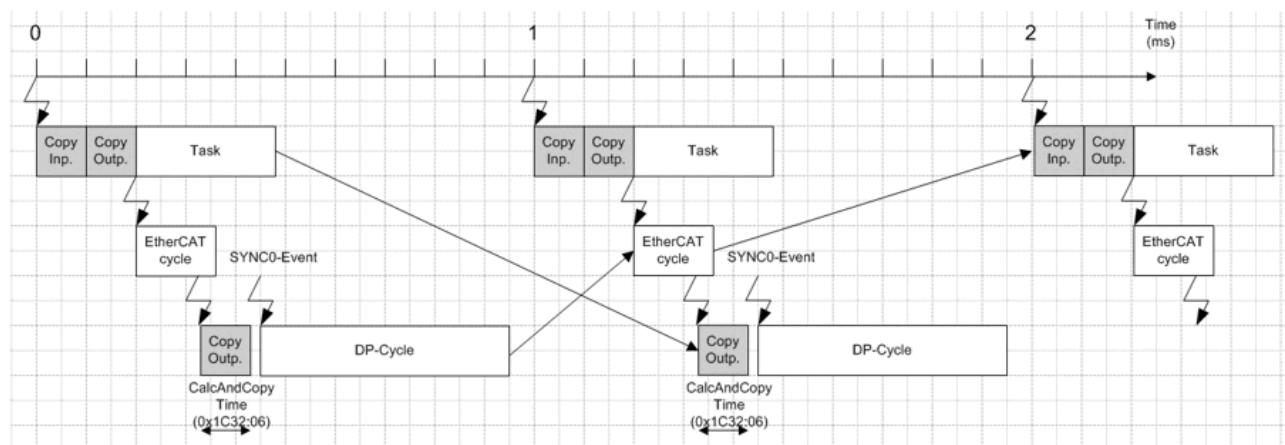 0
1
2
Time
(ms)
Copy
Inp.
Copy
Outp.
Task
Copy
Inp.
Copy
Outp.
Task
Copy
Inp.
Copy
Outp.
Task
EtherCAT
cycle
SYNC0-Event
EtherCAT
cycle
SYNC0-Event
EtherCAT
cycle
Copy
Outp.
DP-Cycle
Copy
Outp.
DP-Cycle
CalcAndCopy
Time
(0x1C32:06)
CalcAndCopy
Time
(0x1C32:06)